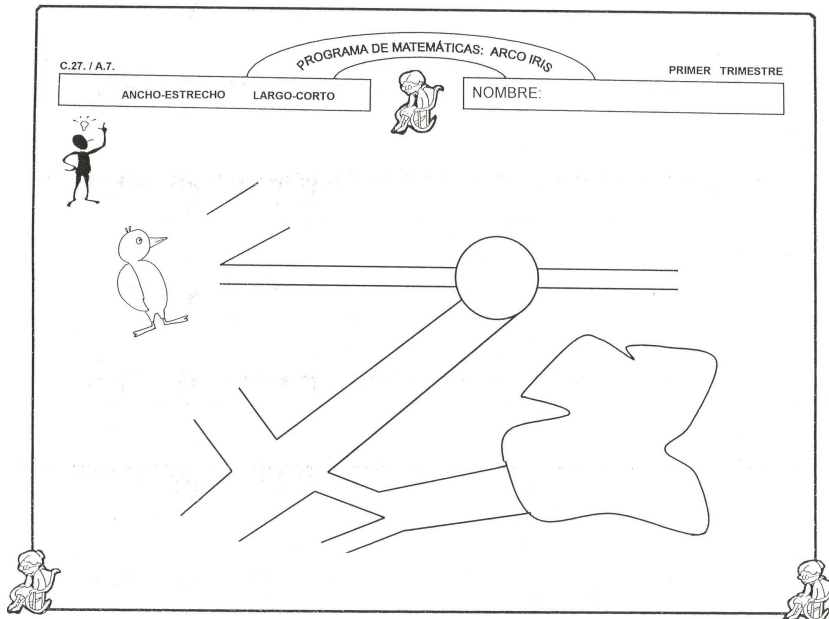 PROGRAMA DE MATEMÁTICAS: ARCO IRIS
C.27. / A.7.
PRIMER TRIMESTRE
ANCHO-ESTRECHO LARGO-CORTO
NOMBRE: